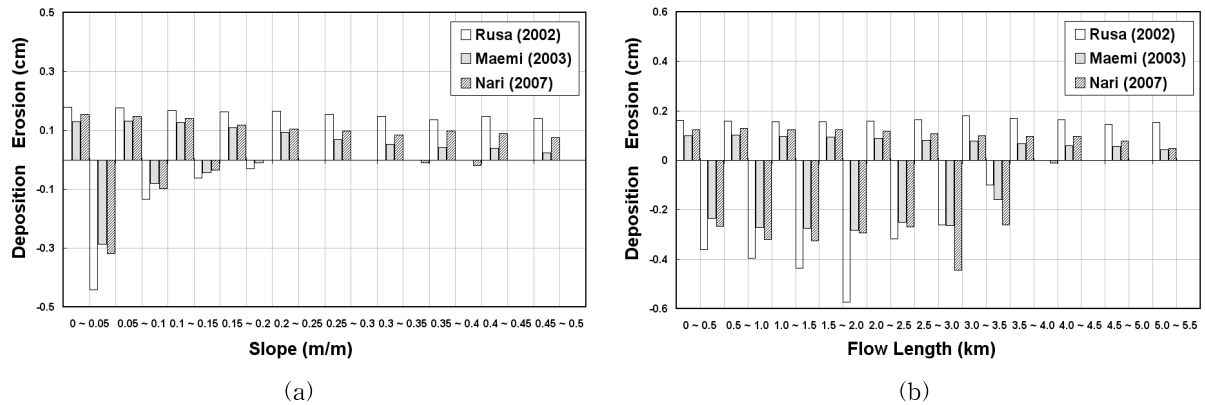 0.5
0.3
0.1
-0.1
-0.3
-0.5
Deposition Erosion (cm)
Rusa (2002)
Maemi (2003)
Nari (2007)
0 ~ 0.05 0.05 ~ 0.1 0.1 ~ 0.15 0.15 ~ 0.2 0.2 ~ 0.25 0.25 ~ 0.3 0.3 ~ 0.35 0.35 ~ 0.4 0.4 ~ 0.45 0.45 ~ 0.5
Slope (m/m)
(a)
0.6
0.4
0.2
0
-0.2
-0.4
-0.6
Deposition Erosion (cm)
Rusa (2002)
Maemi (2003)
Nari (2007)
0 ~ 0.5 0.5 ~ 1.0 1.0 ~ 1.5 1.5 ~ 2.0 2.0 ~ 2.5 2.5 ~ 3.0 3.0 ~ 3.5 3.5 ~ 4.0 4.0 ~ 4.5 4.5 ~ 5.0 5.0 ~ 5.5
Flow Length (km)
(b)